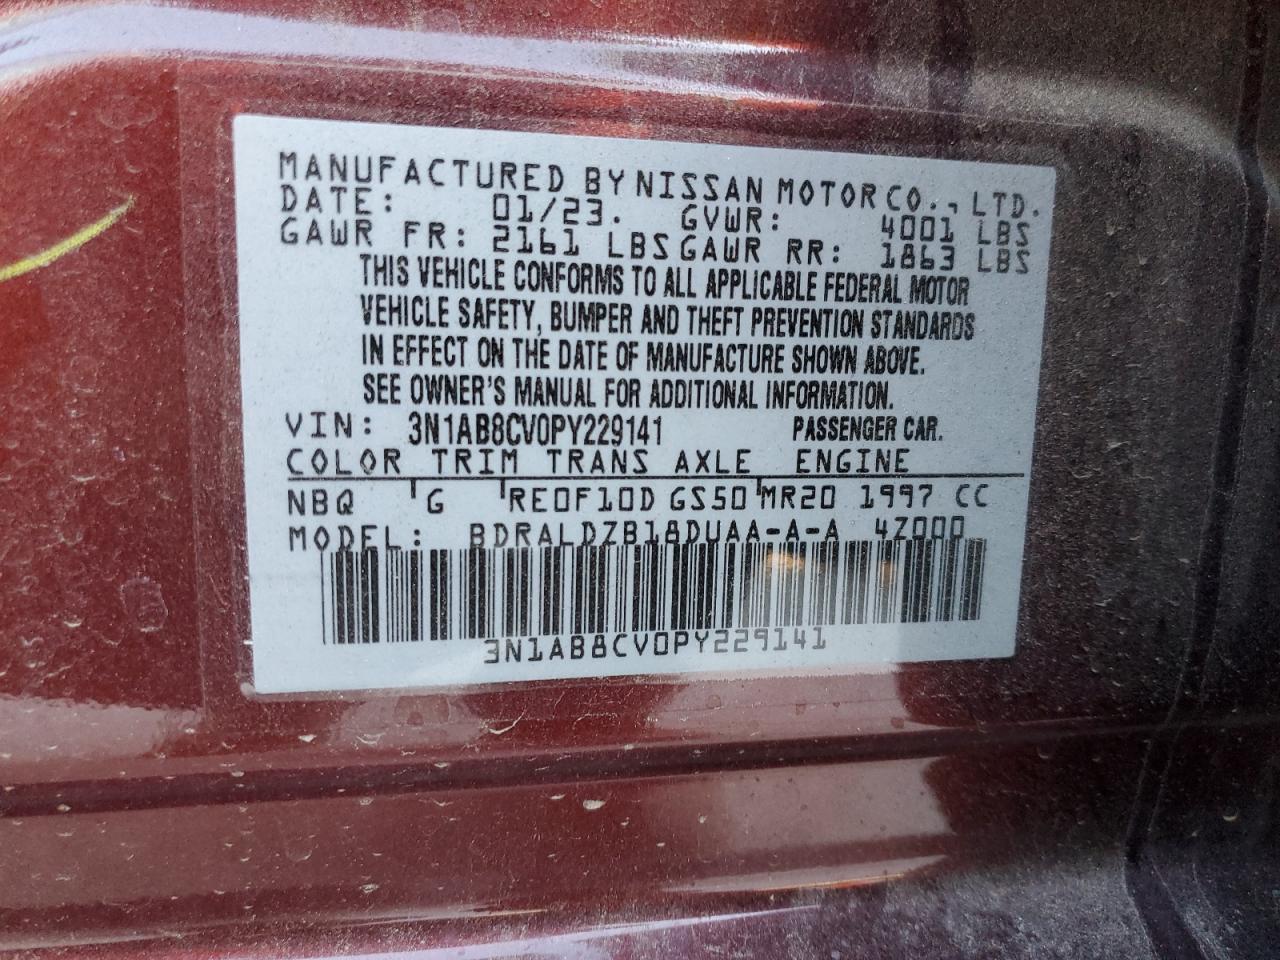 MANUFACTURED BY NISSAN MOTOR CO., LTD.
DATE: 01/23. GVWR: 4001 LBS
GAWR FR: 2161 LBS GAWR RR: 1863 LBS
THIS VEHICLE CONFORMS TO ALL APPLICABLE FEDERAL MOTOR
VEHICLE SAFETY, BUMPER AND THEFT PREVENTION STANDARDS
IN EFFECT ON THE DATE OF MANUFACTURE SHOWN ABOVE.
SEE OWNER'S MANUAL FOR ADDITIONAL INFORMATION.
VIN: 3N1AB8CV0PY229141 PASSENGER CAR.
COLOR TRIM TRANS AXLE ENGINE
NBQ G RE0F10D GS50 MR20 1997 CC
MODEL: BDRALDZB18DUAA-A-A 4Z000
3N1AB8CV0PY229141